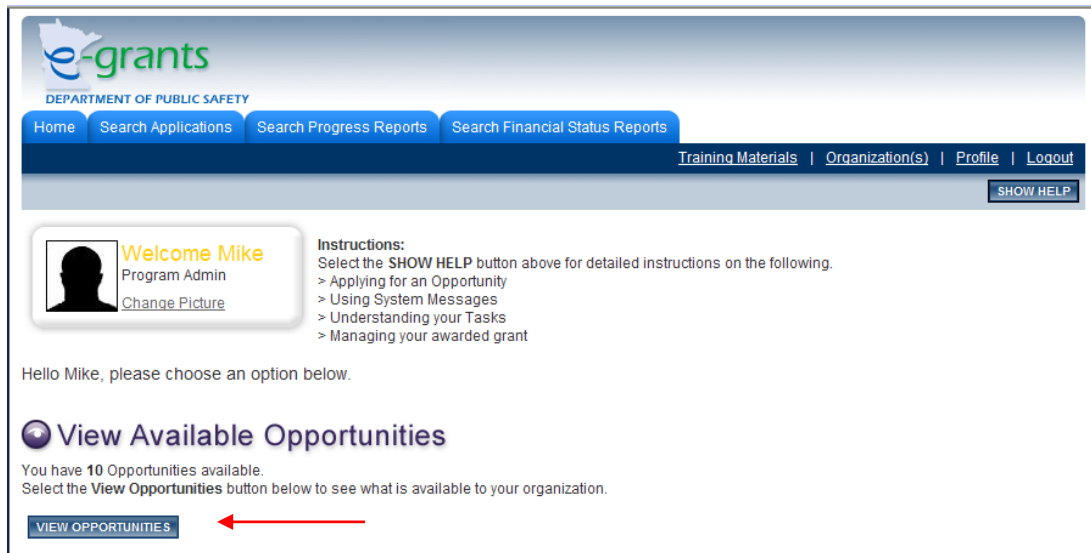 e-grants
DEPARTMENT OF PUBLIC SAFETY
Home Search Applications Search Progress Reports Search Financial Status Reports
Training Materials | Organization(s) | Profile | Logout
SHOW HELP
Welcome Mike
Program Admin
Change Picture
Instructions:
Select the SHOW HELP button above for detailed instructions on the following.
> Applying for an Opportunity
> Using System Messages
> Understanding your Tasks
> Managing your awarded grant
Hello Mike, please choose an option below.
View Available Opportunities
You have 10 Opportunities available.
Select the View Opportunities button below to see what is available to your organization.
VIEW OPPORTUNITIES